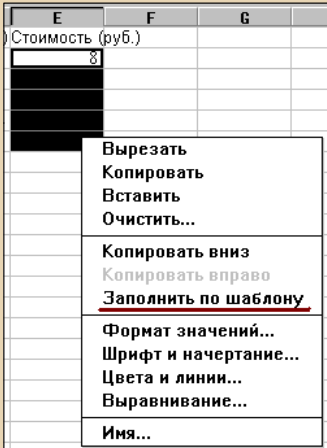 E F G
) Стоимость (руб.)
8
Вырезать
Копировать
Вставить
Очистить...
Копировать вниз
Копировать вправо
Заполнить по шаблону
Формат значений...
Шрифт и начертание...
Цвета и линии...
Выравнивание...
Имя...